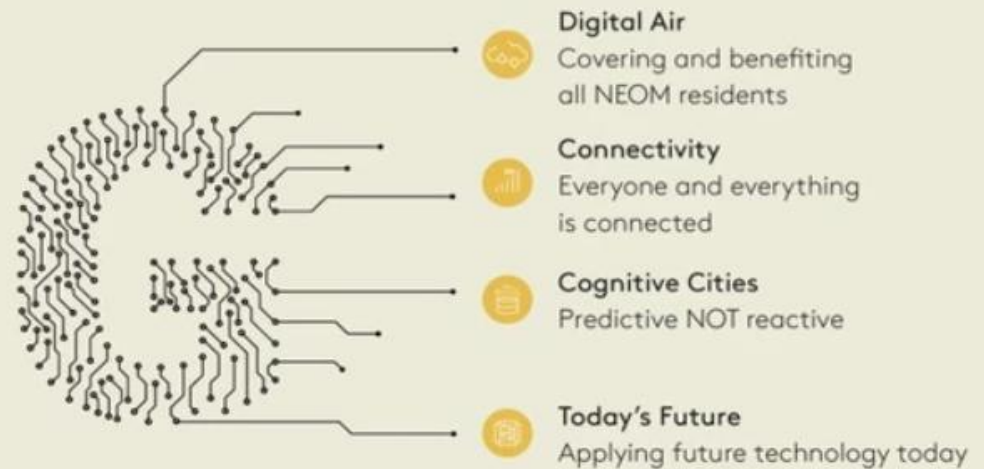 Digital Air
Covering and benefiting
all NEOM residents
Connectivity
Everyone and everything
is connected
Cognitive Cities
Predictive NOT reactive
Today's Future
Applying future technology today